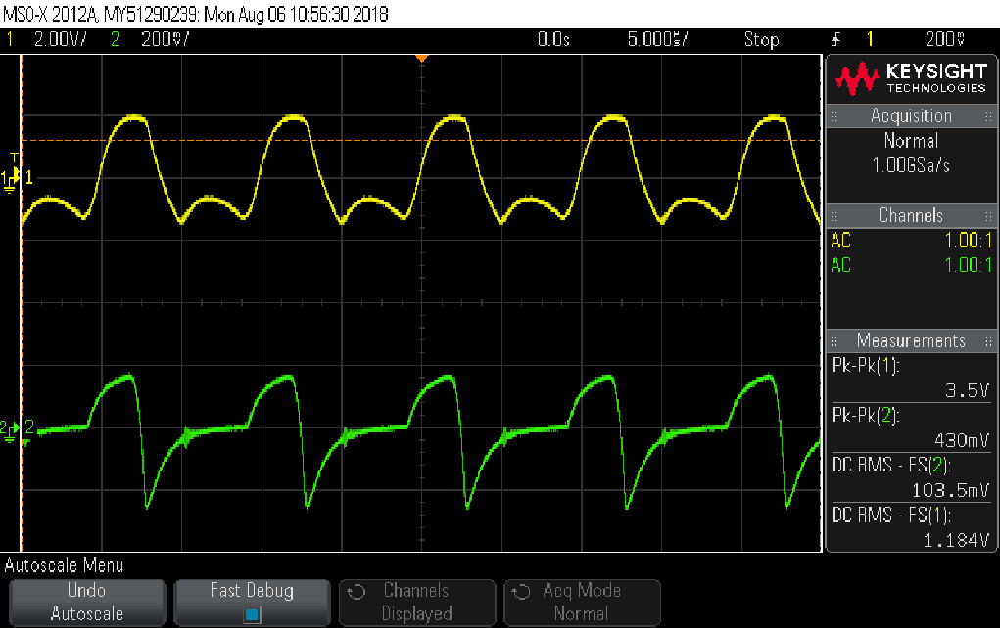 MSO-X 2012A, MY51290239: Mon Aug 06 10:56:30 2018
1 2.00V/ 2 200mV/ 0.0s 5.000ms/ Stop 1 200mV
KEYSIGHT
TECHNOLOGIES
Acquisition
Normal
1.00GSa/s
Channels
AC 1.00:1
AC 1.00:1
Measurements
Pk-Pk(1):
3.5V
Pk-Pk(2):
430mV
DC RMS - FS(2):
103.5mV
DC RMS - FS(1):
1.184V
T
1 1
2 2
Autoscale Menu
Undo
Autoscale
Fast Debug
Channels
Displayed
Acq Mode
Normal